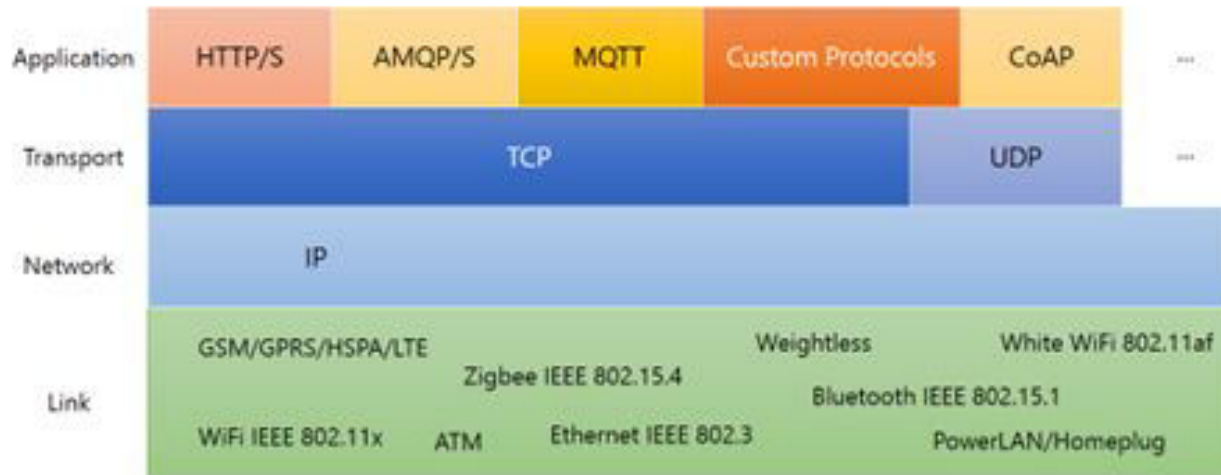 Application HTTP/S AMQP/S MQTT Custom Protocols CoAP ...
Transport TCP UDP ...
Network IP
Link
GSM/GPRS/HSPA/LTE Weightless White WiFi 802.11af
Zigbee IEEE 802.15.4 Bluetooth IEEE 802.15.1
WiFi IEEE 802.11x ATM Ethernet IEEE 802.3 PowerLAN/Homeplug